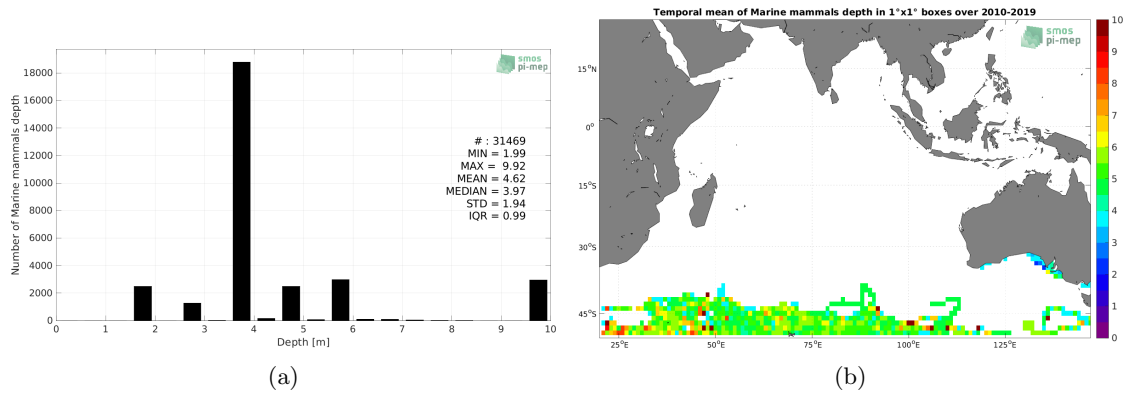 18000
16000
14000
12000
10000
8000
6000
4000
2000
0
Number of Marine mammals depth
smos
pi-mep
# : 31469
MIN = 1.99
MAX = 9.92
MEAN = 4.62
MEDIAN = 3.97
STD = 1.94
IQR = 0.99
0 1 2 3 4 5 6 7 8 9 10
Depth [m]
(a)
Temporal mean of Marine mammals depth in 1°x1° boxes over 2010-2019
smos
pi-mep
15°N
0°
15°S
30°S
45°S
25°E 50°E 75°E 100°E 125°E
10
9
8
7
6
5
4
3
2
1
0
(b)